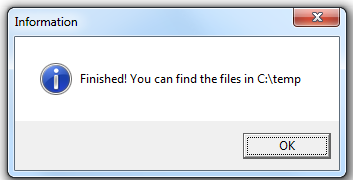 Information
Finished! You can find the files in C:\temp
OK